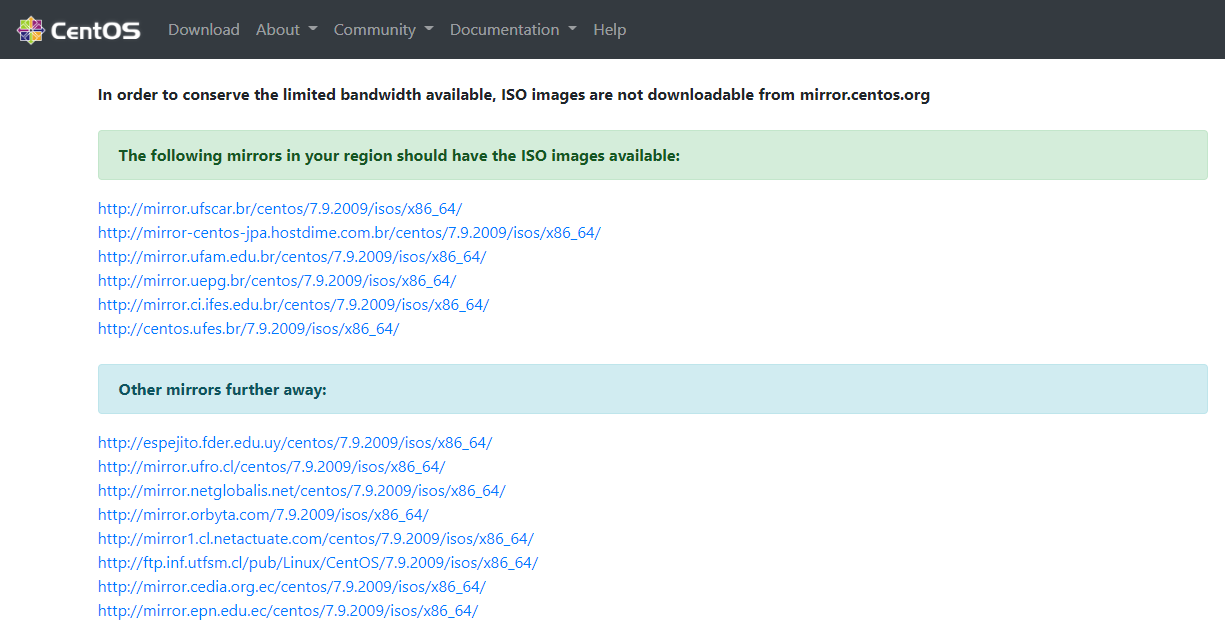 CentOS Download About Community Documentation Help
In order to conserve the limited bandwidth available, ISO images are not downloadable from mirror.centos.org
The following mirrors in your region should have the ISO images available:
http://mirror.ufscar.br/centos/7.9.2009/isos/x86_64/
http://mirror-centos-jpa.hostdime.com.br/centos/7.9.2009/isos/x86_64/
http://mirror.ufam.edu.br/centos/7.9.2009/isos/x86_64/
http://mirror.uepg.br/centos/7.9.2009/isos/x86_64/
http://mirror.ci.ifes.edu.br/centos/7.9.2009/isos/x86_64/
http://centos.ufes.br/7.9.2009/isos/x86_64/
Other mirrors further away:
http://espejito.fder.edu.uy/centos/7.9.2009/isos/x86_64/
http://mirror.ufro.cl/centos/7.9.2009/isos/x86_64/
http://mirror.netglobalis.net/centos/7.9.2009/isos/x86_64/
http://mirror.orbyta.com/7.9.2009/isos/x86_64/
http://mirror1.cl.netactuate.com/centos/7.9.2009/isos/x86_64/
http://ftp.inf.utfsm.cl/pub/Linux/CentOS/7.9.2009/isos/x86_64/
http://mirror.cedia.org.ec/centos/7.9.2009/isos/x86_64/
http://mirror.epn.edu.ec/centos/7.9.2009/isos/x86_64/